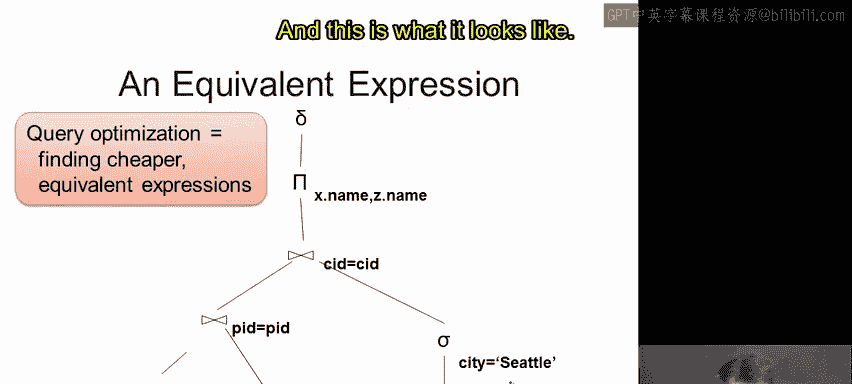 And this is what it looks like.
GPT中英字幕课程资源@bilibili.com
An Equivalent Expression
Query optimization =
finding cheaper,
equivalent expressions
δ
Π
x.name,z.name
cid=cid
pid=pid
σ
city=‘Seattle’